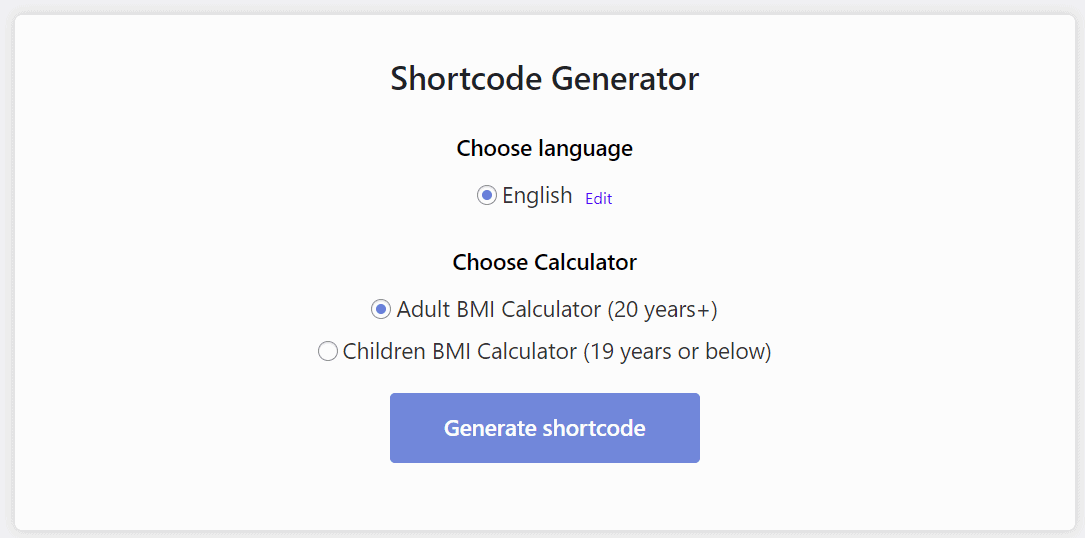 Shortcode Generator
Choose language
English Edit
Choose Calculator
Adult BMI Calculator (20 years+)
Children BMI Calculator (19 years or below)
Generate shortcode